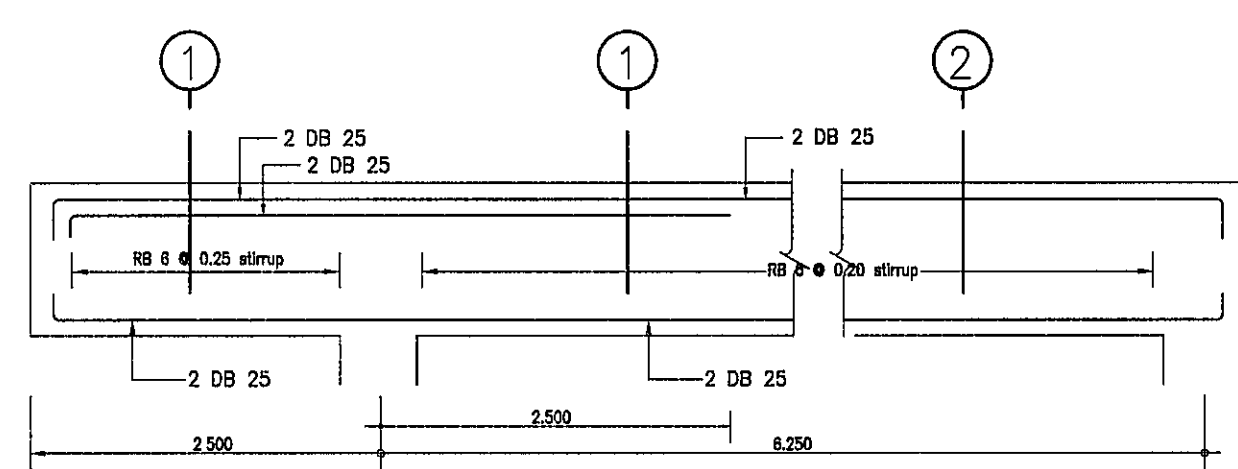 1 1 2
2 DB 25 2 DB 25
2 DB 25
RB 6 @ 0.25 stirrup
RB 6 @ 0.20 stirrup
2 DB 25 2 DB 25
2.500
2 500 6.250